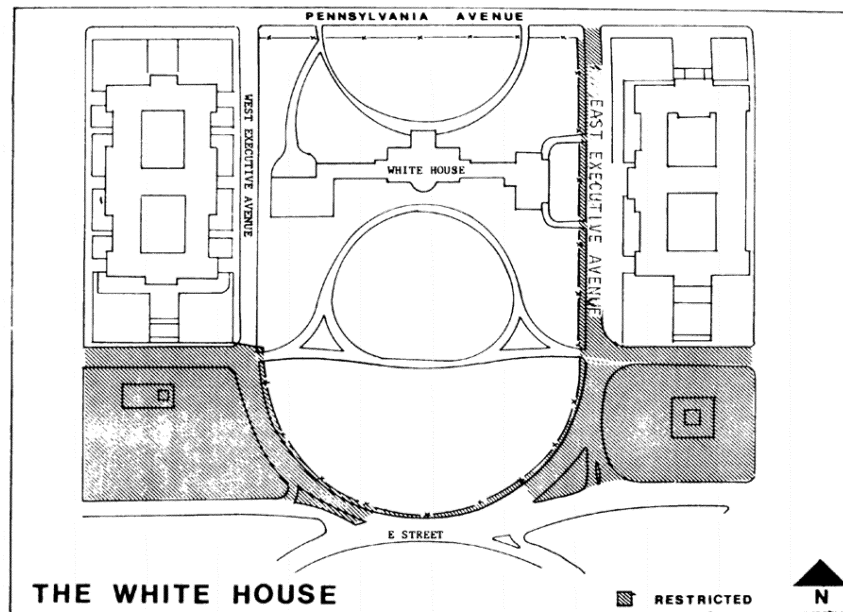 PENNSYLVANIA AVENUE
WEST EXECUTIVE AVENUE
EAST EXECUTIVE AVENUE
WHITE HOUSE
E STREET
THE WHITE HOUSE
RESTRICTED
N